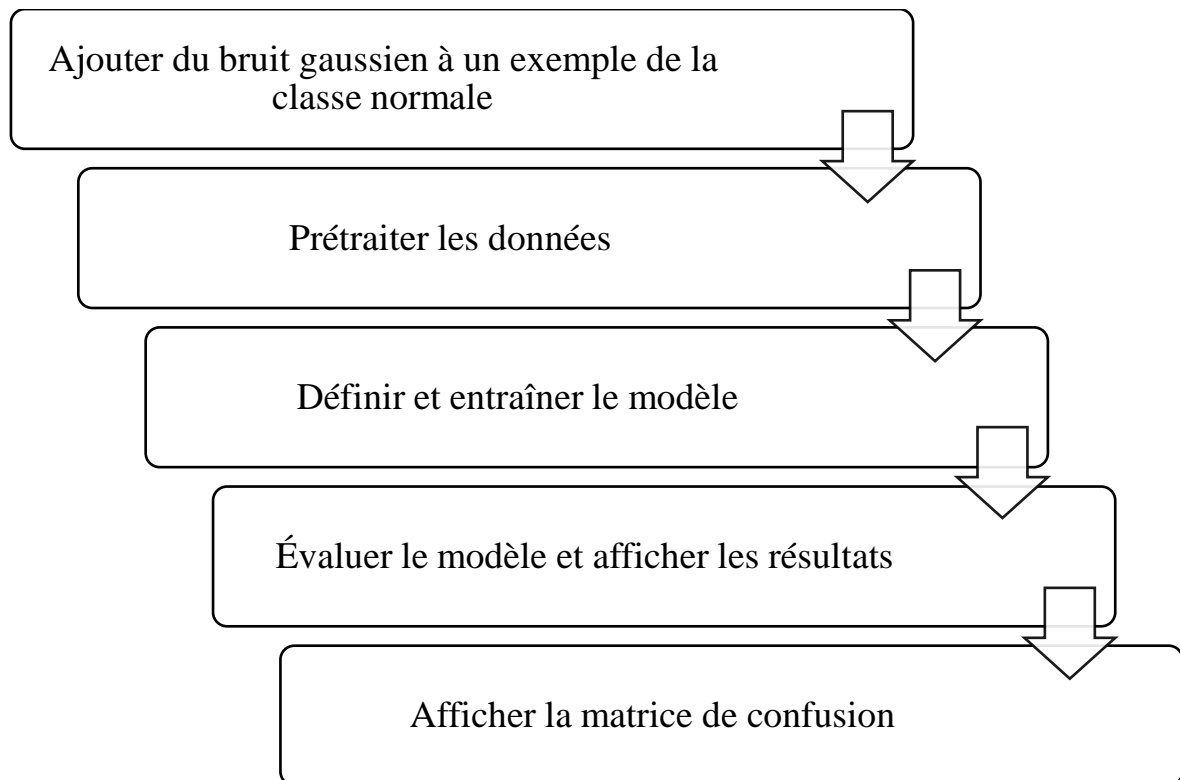 Ajouter du bruit gaussien à un exemple de la
classe normale
Prétraiter les données
Définir et entraîner le modèle
Évaluer le modèle et afficher les résultats
Afficher la matrice de confusion